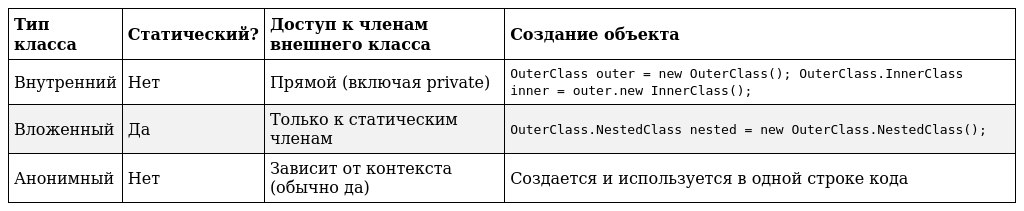 Тип класса Статический? Доступ к членам внешнего класса Создание объекта
Внутренний Нет Прямой (включая private) OuterClass outer = new OuterClass(); OuterClass.InnerClass inner = outer.new InnerClass();
Вложенный Да Только к статическим членам OuterClass.NestedClass nested = new OuterClass.NestedClass();
Анонимный Нет Зависит от контекста (обычно да) Создается и используется в одной строке кода